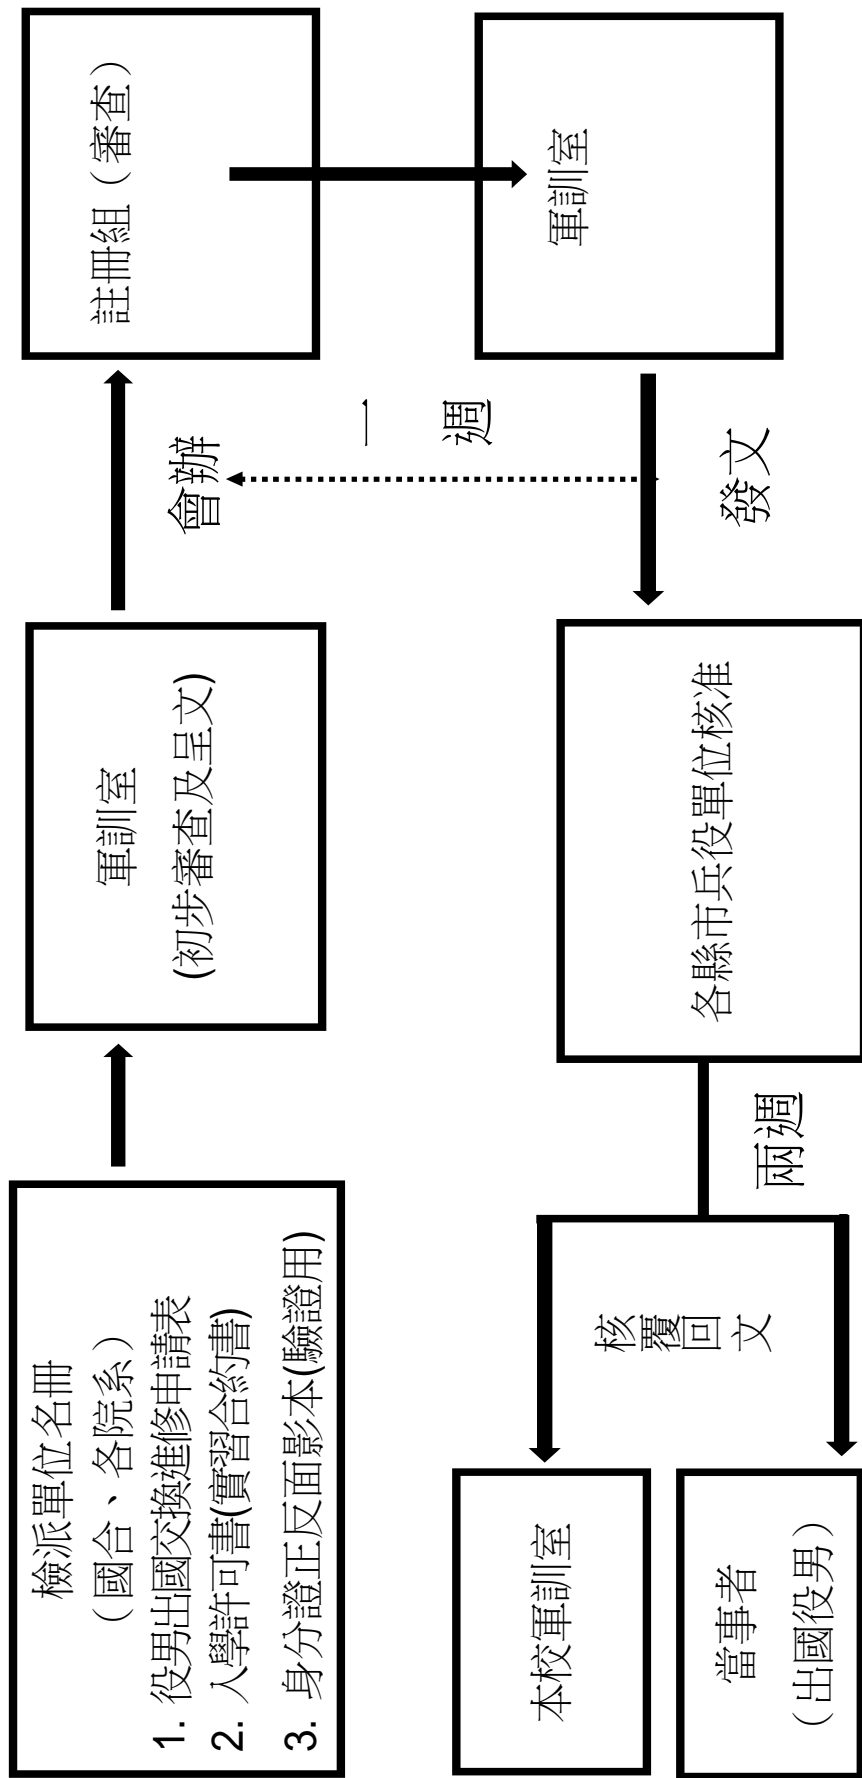 檢派單位名冊
（國合、各院系）
1. 役男出國交換進修申請表
2. 入學許可書(實習合約書)
3. 身分證正反面影本(驗證用)
軍訓室
(初步審查及呈文)
會辦
註冊組（審查）
一週
軍訓室
發文
各縣市兵役單位核准
兩週
核覆回文
本校軍訓室
當事者
（出國役男）